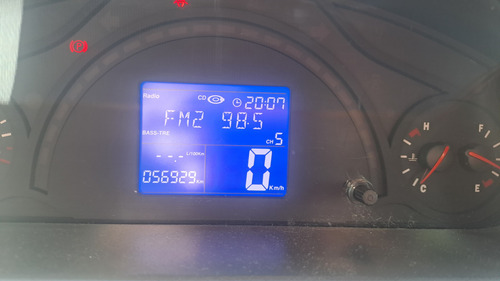 Radio CD 20:07
FM2 98.5
BASS-TRE CH 5
--.- L/100Km
056929 Km
0 Km/h
H F
C E